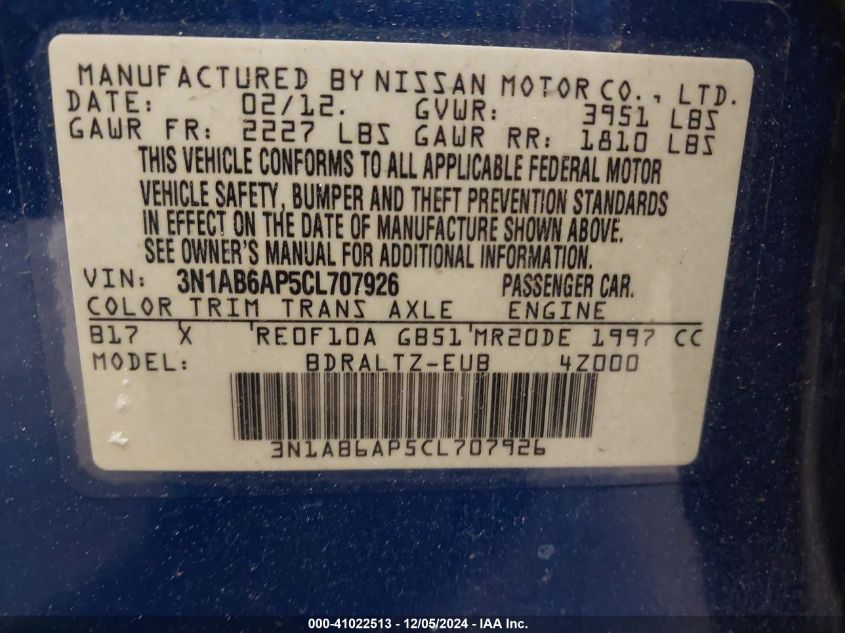 MANUFACTURED BY NISSAN MOTOR CO., LTD.
DATE: 02/12. GVWR: 3951 LBS
GAWR FR: 2227 LBS GAWR RR: 1810 LBS
THIS VEHICLE CONFORMS TO ALL APPLICABLE FEDERAL MOTOR
VEHICLE SAFETY, BUMPER AND THEFT PREVENTION STANDARDS
IN EFFECT ON THE DATE OF MANUFACTURE SHOWN ABOVE.
SEE OWNER'S MANUAL FOR ADDITIONAL INFORMATION.
VIN: 3N1AB6AP5CL707926 PASSENGER CAR.
COLOR TRIM TRANS AXLE ENGINE
B17 X 'RE0F10A GB51'MR20DE 1997 CC
MODEL: BDRALTZ-EUB 4Z000
3N1AB6AP5CL707926
000-41022513 - 12/05/2024 - IAA Inc.